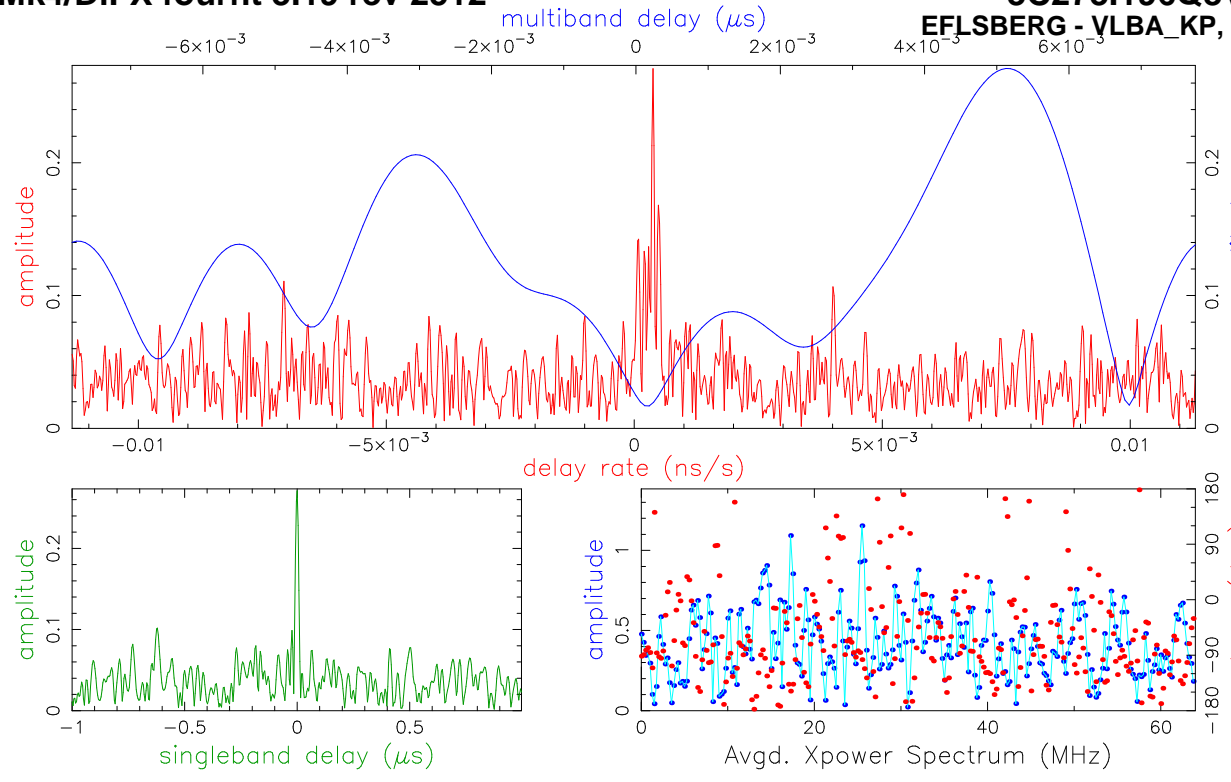 multiband delay (μs)
EFLSBERG - VLBA_KP,
−6×10⁻³ −4×10⁻³ −2×10⁻³ 0 2×10⁻³ 4×10⁻³ 6×10⁻³
amplitude
0 0.1 0.2
0 0.1 0.2
−0.01 −5×10⁻³ 0 5×10⁻³ 0.01
delay rate (ns/s)
amplitude
0 0.1 0.2
−1 −0.5 0 0.5
singleband delay (μs)
amplitude
0 0.5 1
−180 −90 0 90 180
0 20 40 60
Avgd. Xpower Spectrum (MHz)